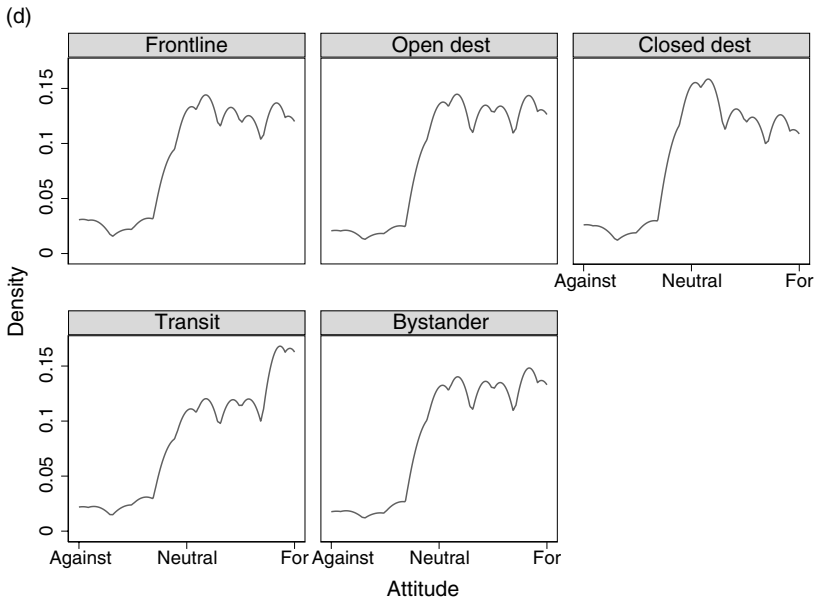 (d)
Frontline Open dest Closed dest
0.15
0.1
0.05
0
Against Neutral For
Density
Transit Bystander
0.15
0.1
0.05
0
Against Neutral For Against Neutral For
Attitude